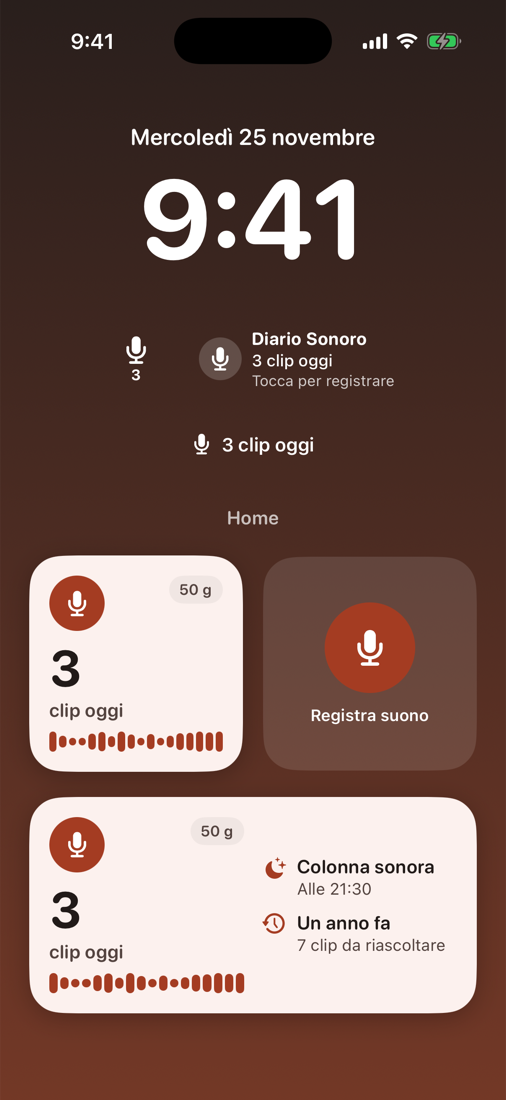 9:41
Mercoledì 25 novembre
9:41
3
Diario Sonoro
3 clip oggi
Tocca per registrare
3 clip oggi
Home
50 g
3
clip oggi
Registra suono
50 g
3
clip oggi
Colonna sonora
Alle 21:30
Un anno fa
7 clip da riascoltare